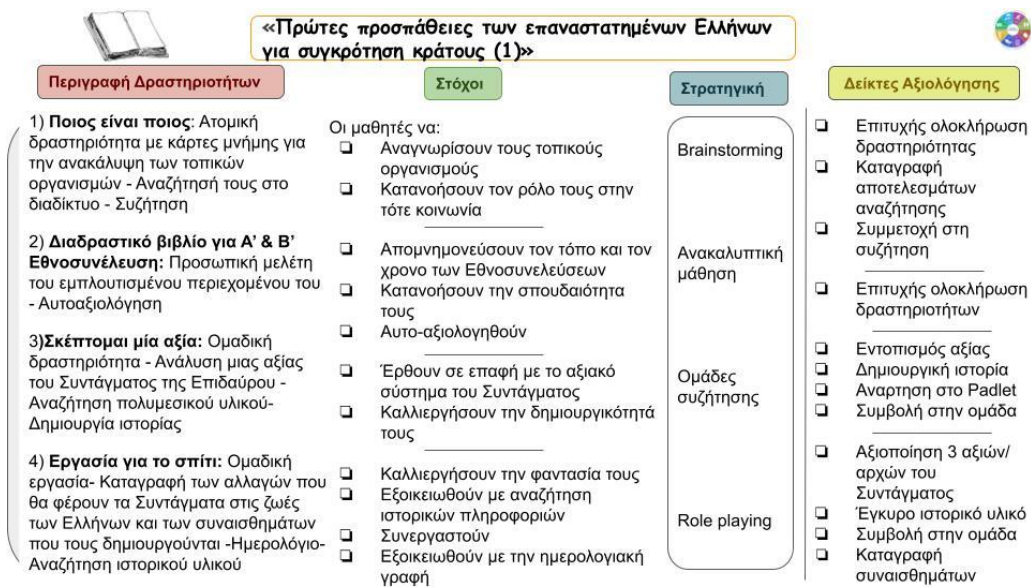 «Πρώτες προσπάθειες των επαναστατημένων Ελλήνων
για συγκρότηση κράτους (1)»
Περιγραφή Δραστηριοτήτων
1) Ποιος είναι ποιος: Ατομική
δραστηριότητα με κάρτες μνήμης για
την ανακάλυψη των τοπικών
οργανισμών - Αναζήτησή τους στο
διαδίκτυο - Συζήτηση
2) Διαδραστικό βιβλίο για Α' & Β'
Εθνοσυνέλευση: Προσωπική μελέτη
του εμπλουτισμένου περιεχομένου του
- Αυτοαξιολόγηση
3)Σκέπτομαι μία αξία: Ομαδική
δραστηριότητα - Ανάλυση μιας αξίας
του Συντάγματος της Επιδαύρου -
Αναζήτηση πολυμεσικού υλικού-
Δημιουργία ιστορίας
4) Εργασία για το σπίτι: Ομαδική
εργασία- Καταγραφή των αλλαγών που
θα φέρουν τα Συντάγματα στις ζωές
των Ελλήνων και των συναισθημάτων
που τους δημιουργούνται -Ημερολόγιο-
Αναζήτηση ιστορικού υλικού
Στόχοι
Οι μαθητές να:
Αναγνωρίσουν τους τοπικούς
οργανισμούς
Κατανοήσουν τον ρόλο τους στην
τότε κοινωνία
Απομνημονεύσουν τον τόπο και τον
χρονο των Εθνοσυνελεύσεων
Κατανοήσουν την σπουδαιότητα
τους
Αυτο-αξιολογηθούν
Έρθουν σε επαφή με το αξιακό
σύστημα του Συντάγματος
Καλλιεργήσουν την δημιουργικότητά
τους
Καλλιεργήσουν την φαντασία τους
Εξοικειωθούν με αναζήτηση
ιστορικών πληροφοριών
Συνεργαστούν
Εξοικειωθούν με την ημερολογιακή
γραφή
Στρατηγική
Brainstorming
Ανακαλυπτική
μάθηση
Ομάδες
συζήτησης
Role playing
Δείκτες Αξιολόγησης
Επιτυχής ολοκλήρωση
δραστηριότητας
Καταγραφή
αποτελεσμάτων
αναζήτησης
Συμμετοχή στη
συζήτηση
Επιτυχής ολοκλήρωση
δραστηριοτήτων
Εντοπισμός αξίας
Δημιουργική ιστορία
Αναρτηση στο Padlet
Συμβολή στην ομάδα
Αξιοποίηση 3 αξιών/
αρχών του
Συντάγματος
Έγκυρο ιστορικό υλικό
Συμβολή στην ομάδα
Καταγραφή
συναισθημάτων